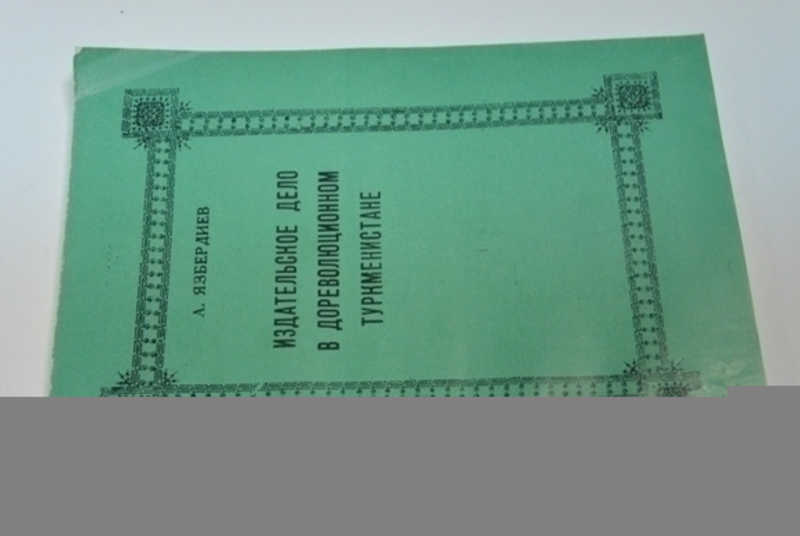 А. ЯЗБЕРДИЕВ
ИЗДАТЕЛЬСКОЕ ДЕЛО
В ДОРЕВОЛЮЦИОННОМ
ТУРКМЕНИСТАНЕ